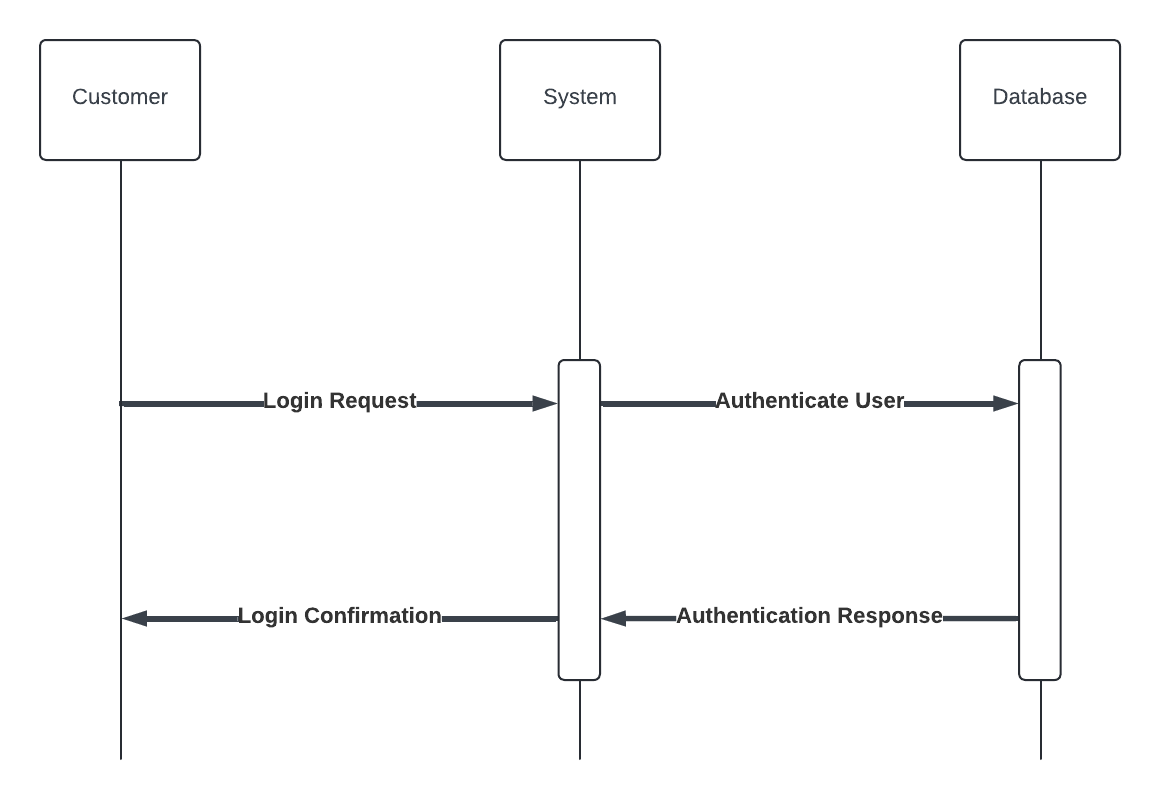 Customer
System
Database
Login Request
Authenticate User
Login Confirmation
Authentication Response